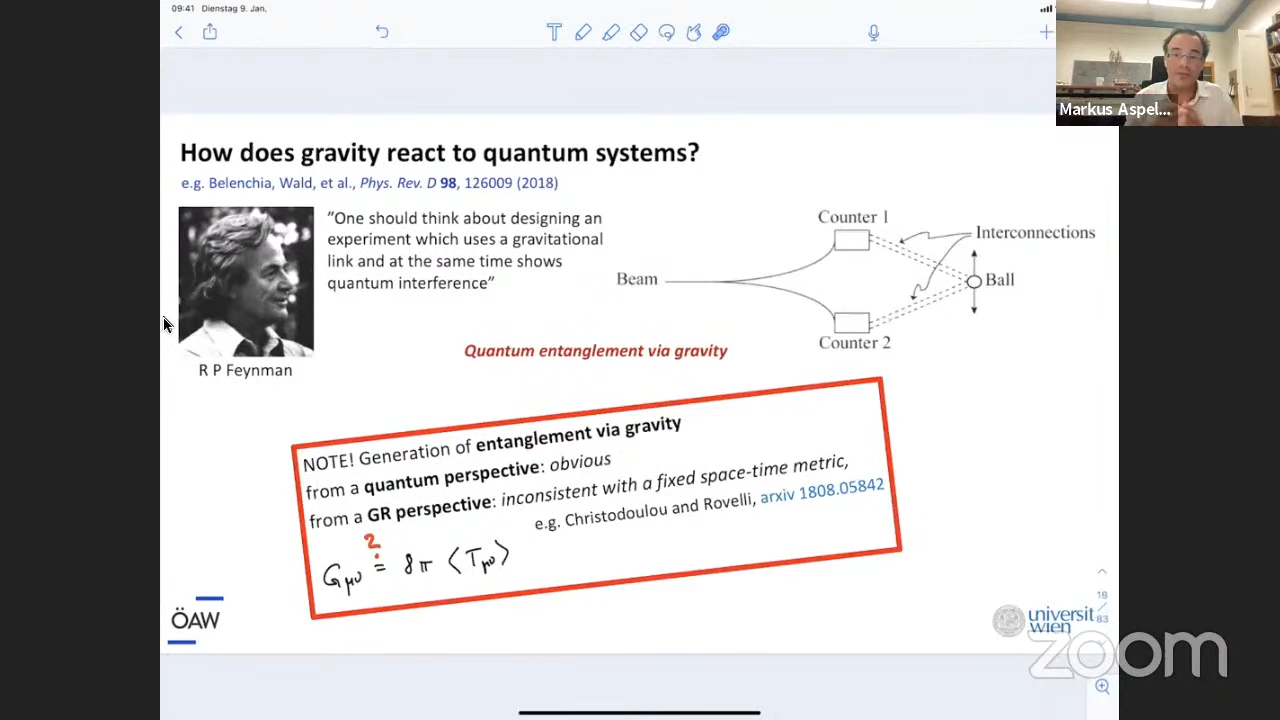 09:41 Dienstag 9. Jan.
Markus Aspel...
How does gravity react to quantum systems?
e.g. Belenchia, Wald, et al., Phys. Rev. D 98, 126009 (2018)
"One should think about designing an
experiment which uses a gravitational
link and at the same time shows
quantum interference"
R P Feynman
Counter 1
Interconnections
Beam
Ball
Counter 2
Quantum entanglement via gravity
NOTE! Generation of entanglement via gravity
from a quantum perspective: obvious
from a GR perspective: inconsistent with a fixed space-time metric,
e.g. Christodoulou and Rovelli, arxiv 1808.05842
?
Gμν = 8π ⟨Tμν⟩
ÖAW
universität
wien
19
/
83
zoom